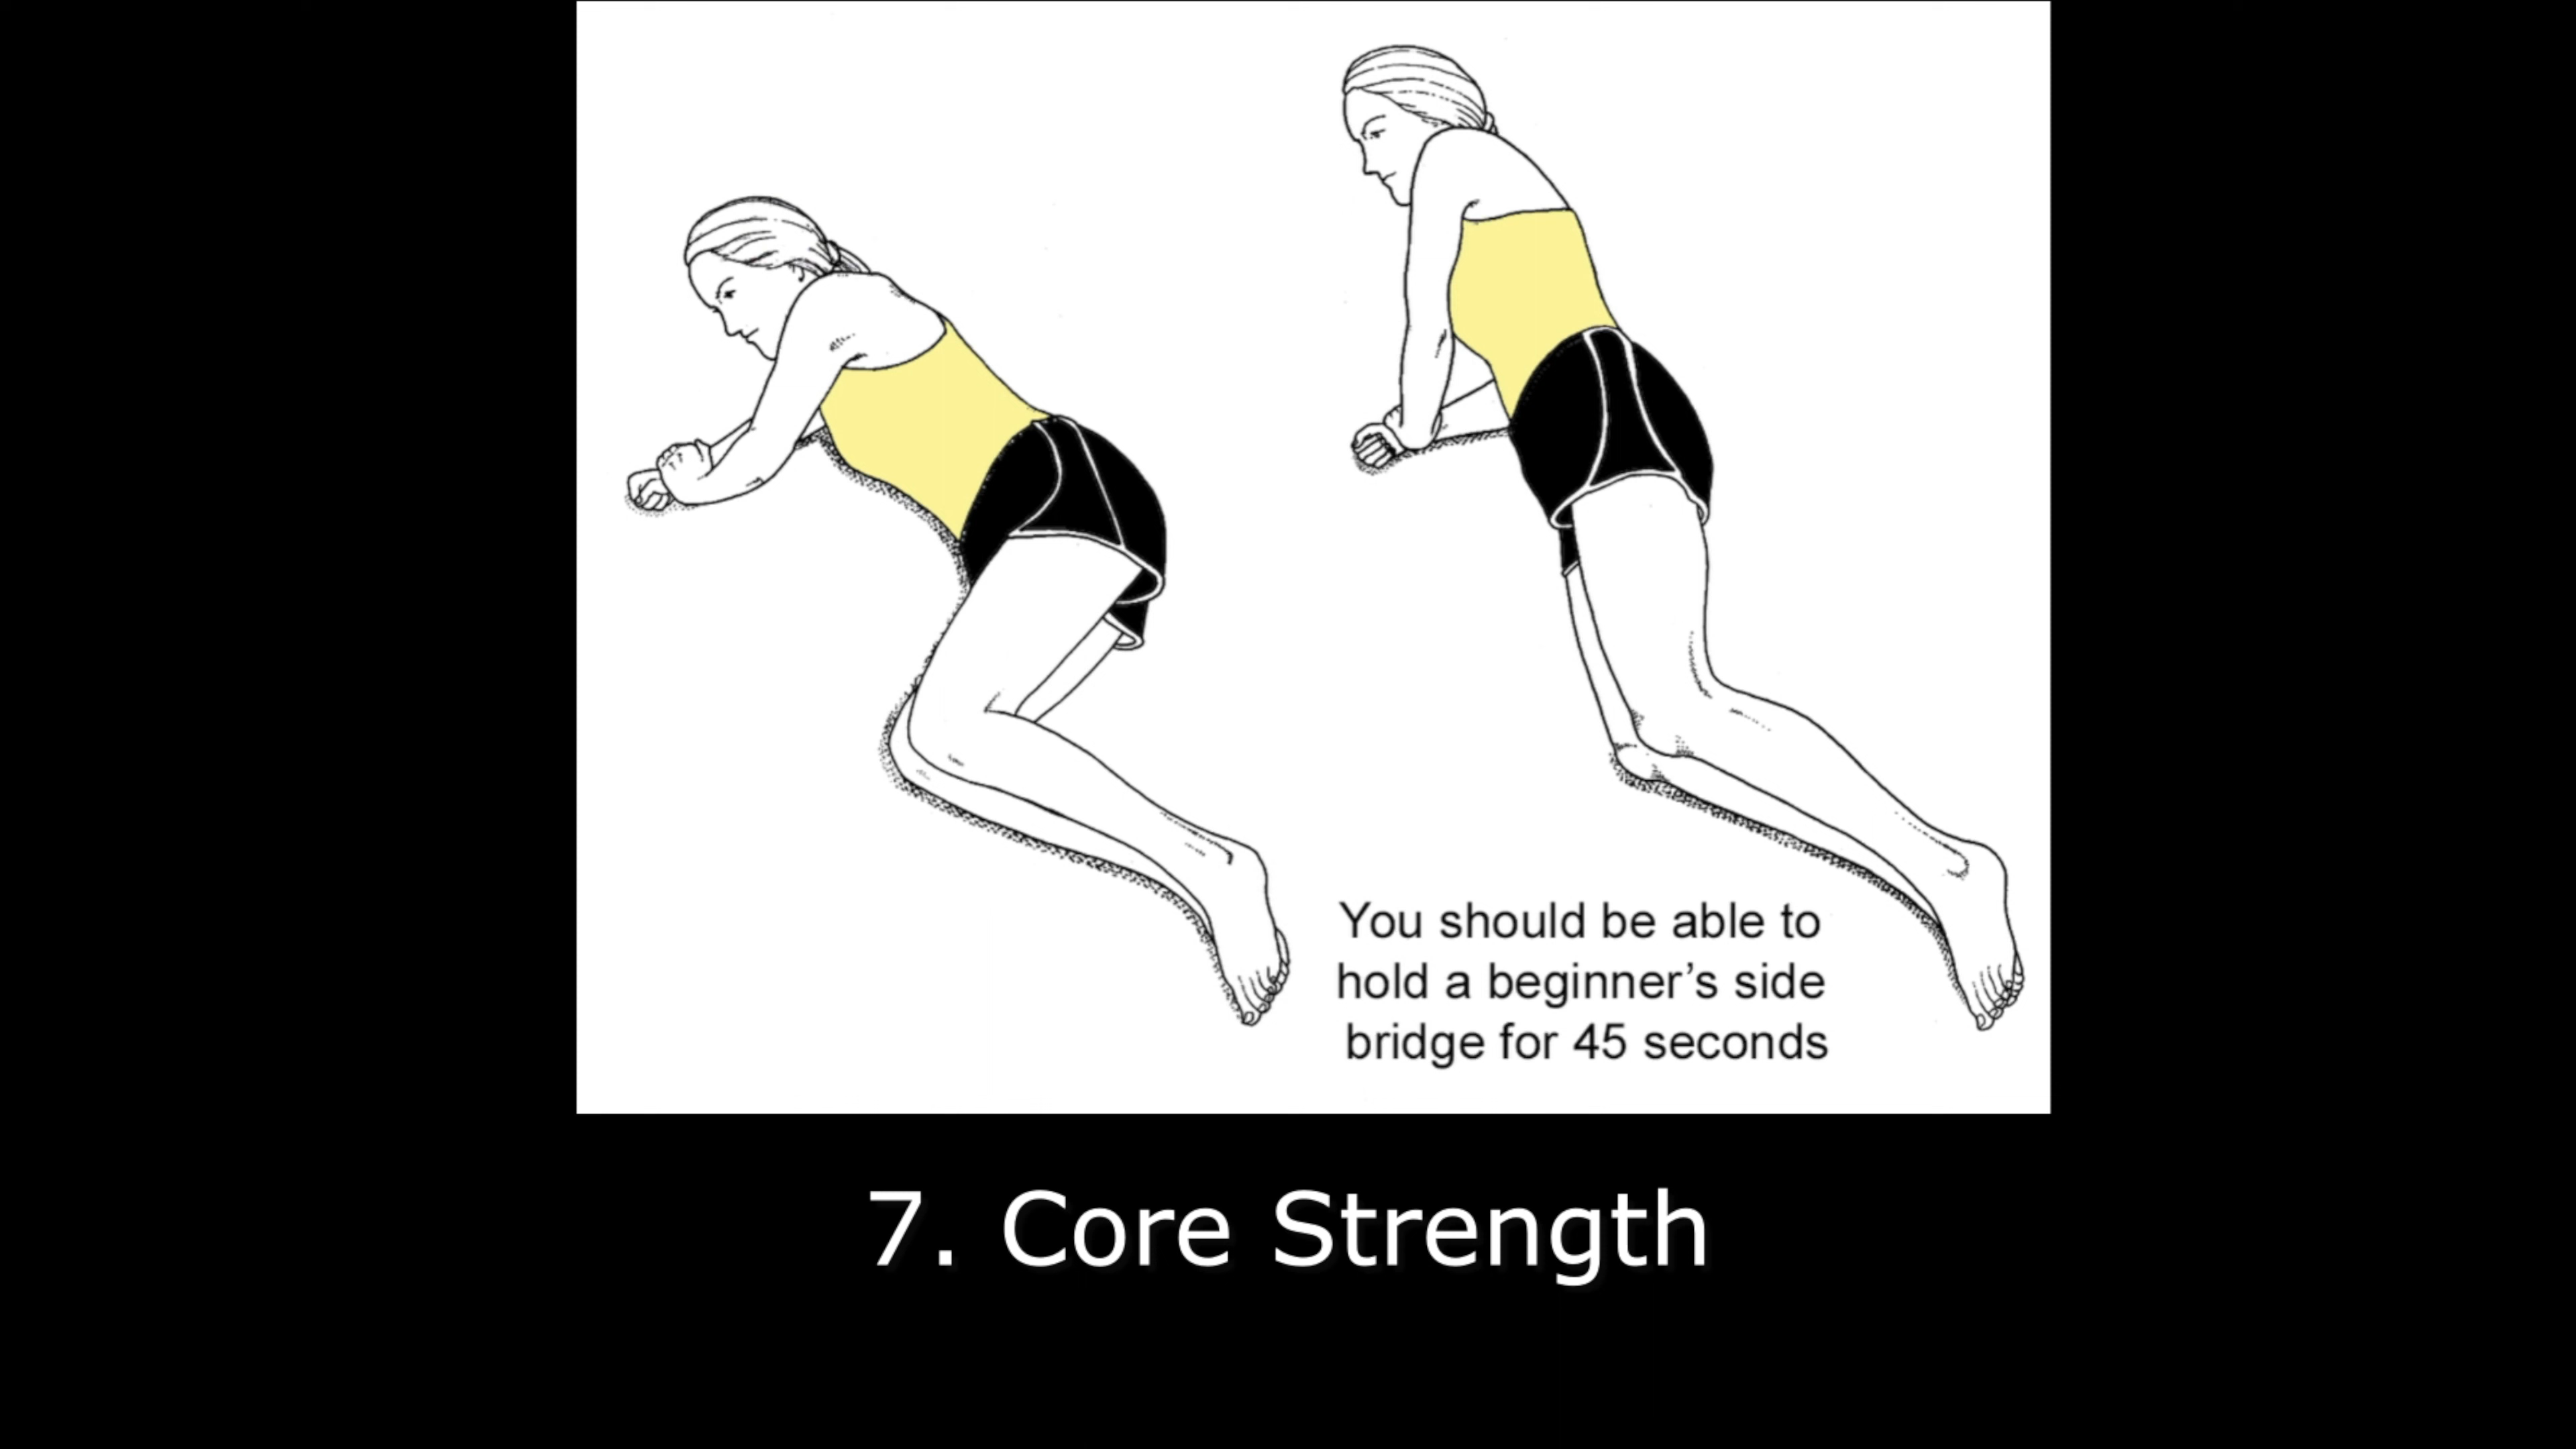 You should be able to
hold a beginner’s side
bridge for 45 seconds
7. Core Strength